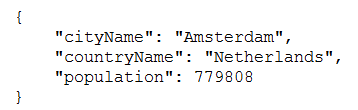 {
    "cityName": "Amsterdam",
    "countryName": "Netherlands",
    "population": 779808
}